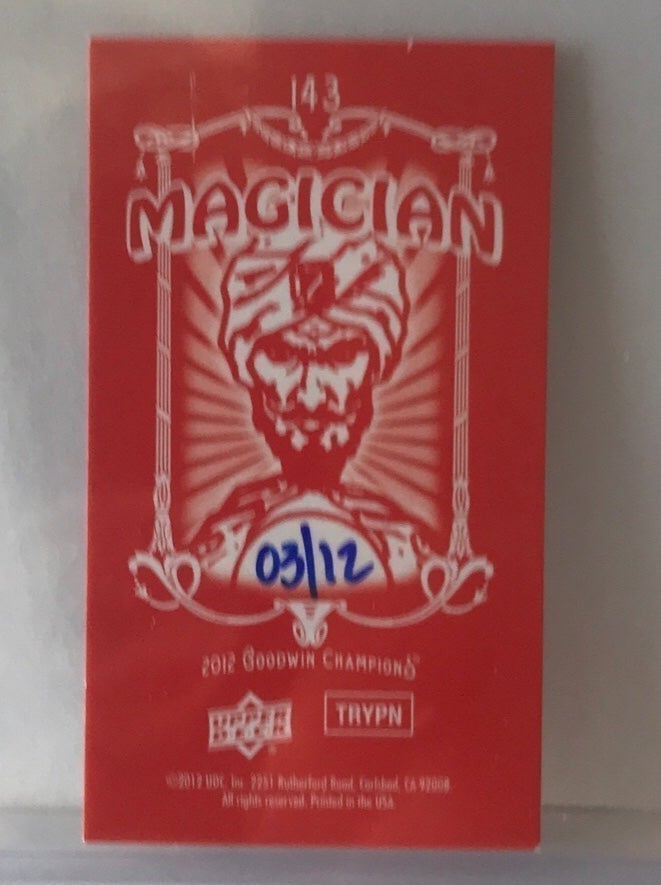 143
MAGICIAN
03/12
2012 GOODWIN CHAMPIONS™
UPPER
TRYPN
©2012 UDC, Inc. 2251 Rutherford Road, Carlsbad, CA 92008.
All rights reserved. Printed in the USA